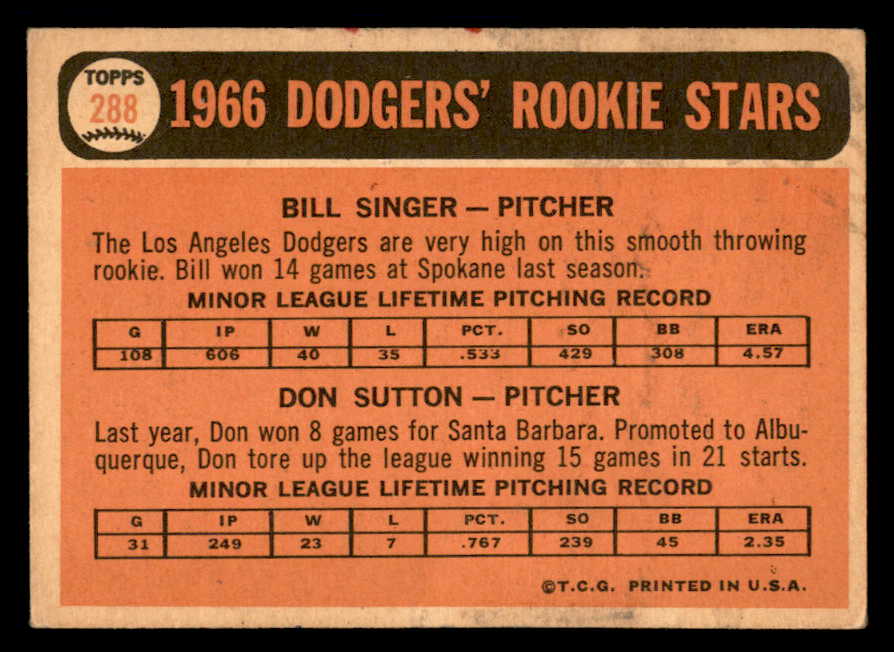 TOPPS
288
1966 DODGERS' ROOKIE STARS
BILL SINGER — PITCHER
The Los Angeles Dodgers are very high on this smooth throwing
rookie. Bill won 14 games at Spokane last season.
MINOR LEAGUE LIFETIME PITCHING RECORD
G IP W L PCT. SO BB ERA
108 606 40 35 .533 429 308 4.57
DON SUTTON — PITCHER
Last year, Don won 8 games for Santa Barbara. Promoted to Albu-
querque, Don tore up the league winning 15 games in 21 starts.
MINOR LEAGUE LIFETIME PITCHING RECORD
G IP W L PCT. SO BB ERA
31 249 23 7 .767 239 45 2.35
©T.C.G. PRINTED IN U.S.A.